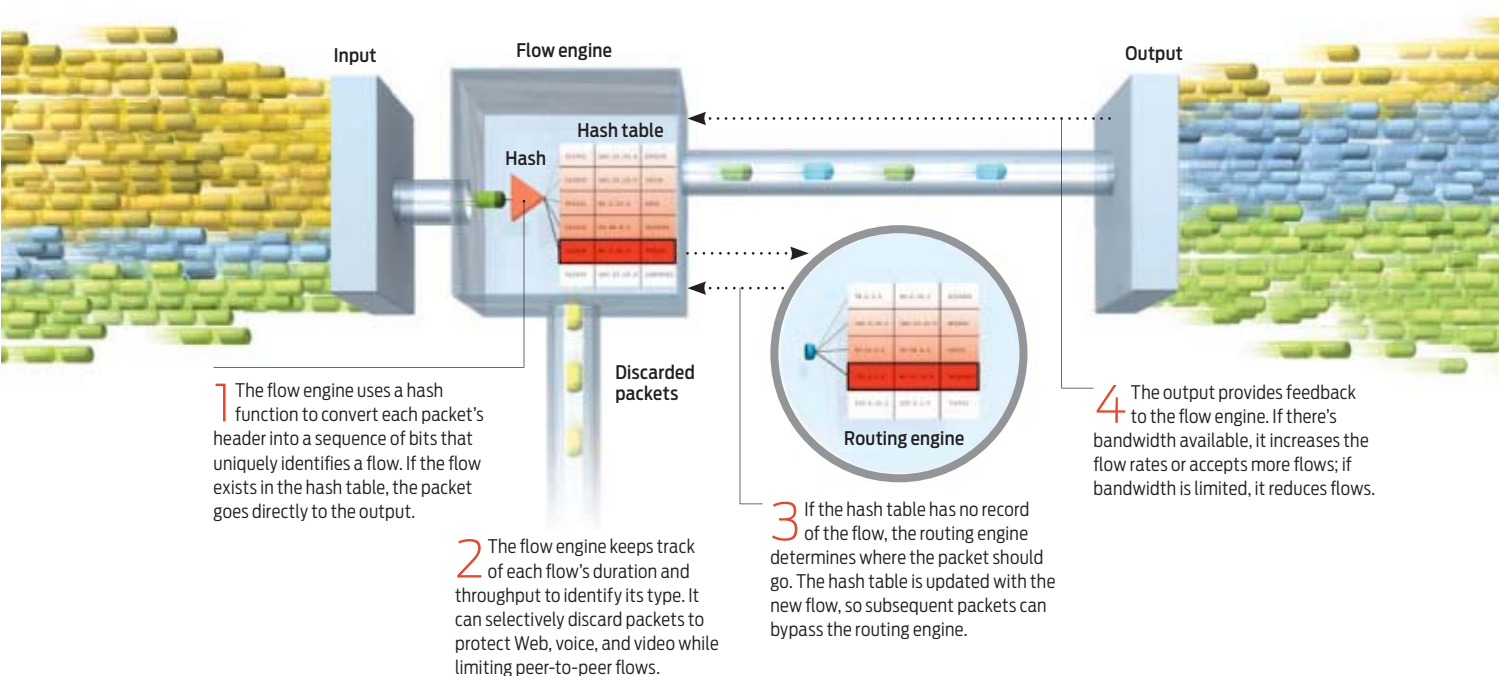 Input
Flow engine
Output
Hash table
Hash
Discarded
packets
Routing engine
1 The flow engine uses a hash
function to convert each packet's
header into a sequence of bits that
uniquely identifies a flow. If the flow
exists in the hash table, the packet
goes directly to the output.
2 The flow engine keeps track
of each flow's duration and
throughput to identify its type. It
can selectively discard packets to
protect Web, voice, and video while
limiting peer-to-peer flows.
3 If the hash table has no record
of the flow, the routing engine
determines where the packet should
go. The hash table is updated with the
new flow, so subsequent packets can
bypass the routing engine.
4 The output provides feedback
to the flow engine. If there's
bandwidth available, it increases the
flow rates or accepts more flows; if
bandwidth is limited, it reduces flows.